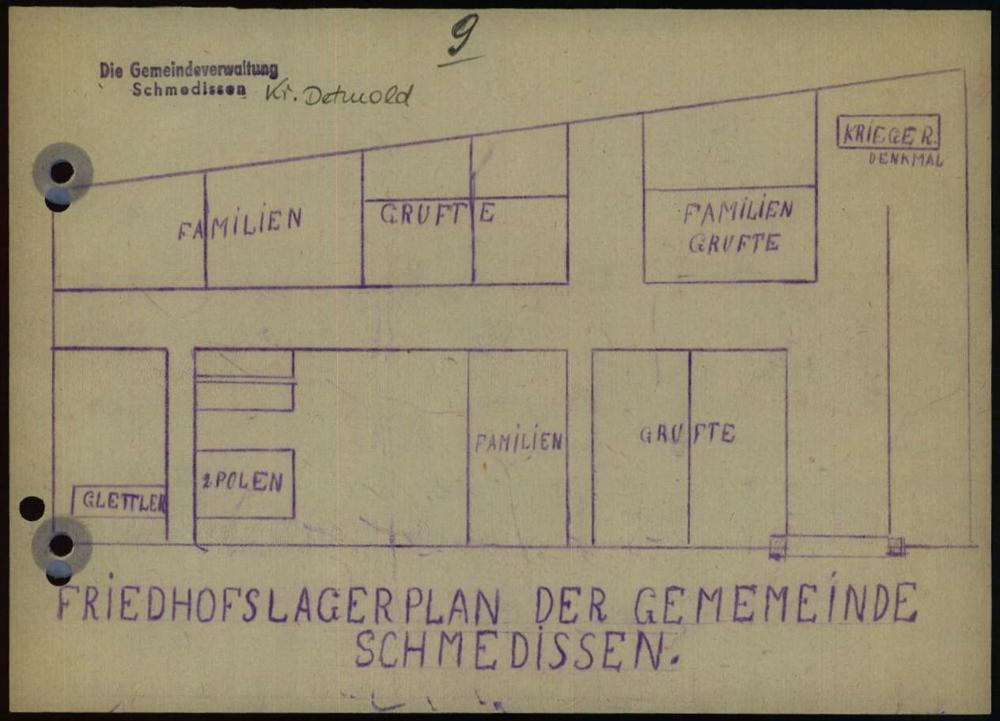 9
Die Gemeindeverwaltung
Schmedissen Kr. Detmold
KRIEGER.
DENKMAL
FAMILIEN GRUFTE
FAMILIEN
GRUFTE
FAMILIEN GRUFTE
2 POLEN
GLETTLER
FRIEDHOFSLAGERPLAN DER GEMEMEINDE
SCHMEDISSEN.